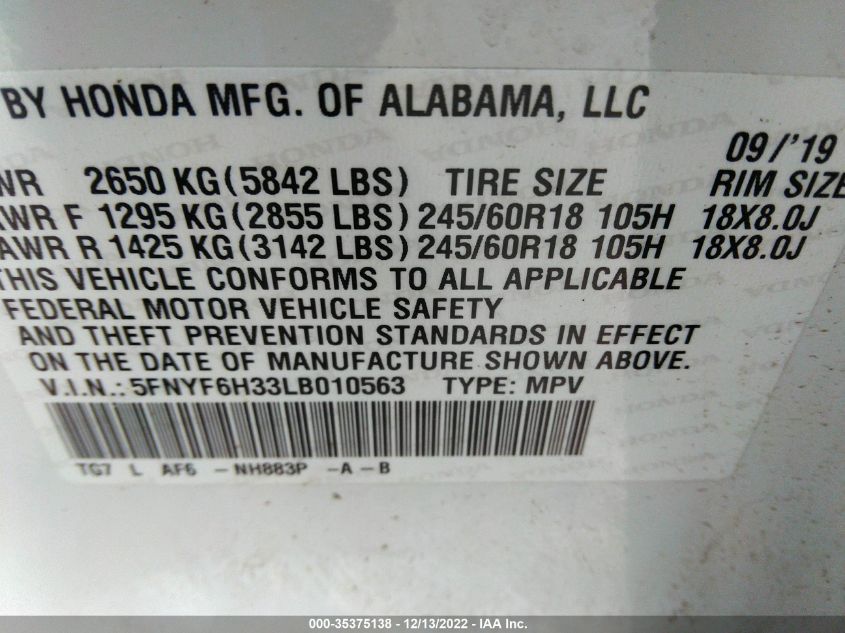 BY HONDA MFG. OF ALABAMA, LLC
09/'19
WR 2650 KG(5842 LBS) TIRE SIZE RIM SIZE
WR F 1295 KG(2855 LBS) 245/60R18 105H 18X8.0J
AWR R 1425 KG(3142 LBS) 245/60R18 105H 18X8.0J
THIS VEHICLE CONFORMS TO ALL APPLICABLE
FEDERAL MOTOR VEHICLE SAFETY
AND THEFT PREVENTION STANDARDS IN EFFECT
ON THE DATE OF MANUFACTURE SHOWN ABOVE.
V.I.N.: 5FNYF6H33LB010563 TYPE: MPV
TG7 L AF6 - NH883P -A-B
000-35375138 - 12/13/2022 - IAA Inc.